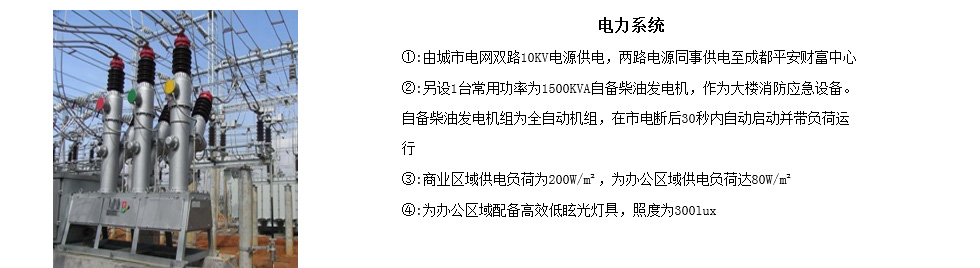 电力系统
①:由城市电网双路10KV电源供电，两路电源同事供电至成都平安财富中心
②:另设1台常用功率为1500KVA自备柴油发电机，作为大楼消防应急设备。
自备柴油发电机组为全自动机组，在市电断后30秒内自动启动并带负荷运
行
③:商业区域供电负荷为200W/m²，为办公区域供电负荷达80W/m²
④:为办公区域配备高效低眩光灯具，照度为300lux